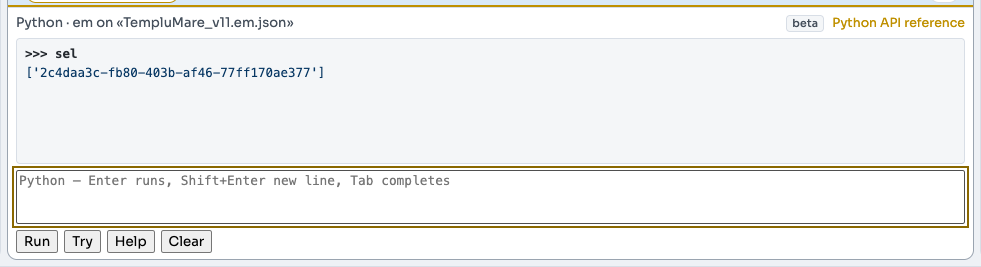 Python · em on «TempluMare_v11.em.json» beta Python API reference
>>> sel
['2c4daa3c-fb80-403b-af46-77ff170ae377']
Python — Enter runs, Shift+Enter new line, Tab completes
Run Try Help Clear